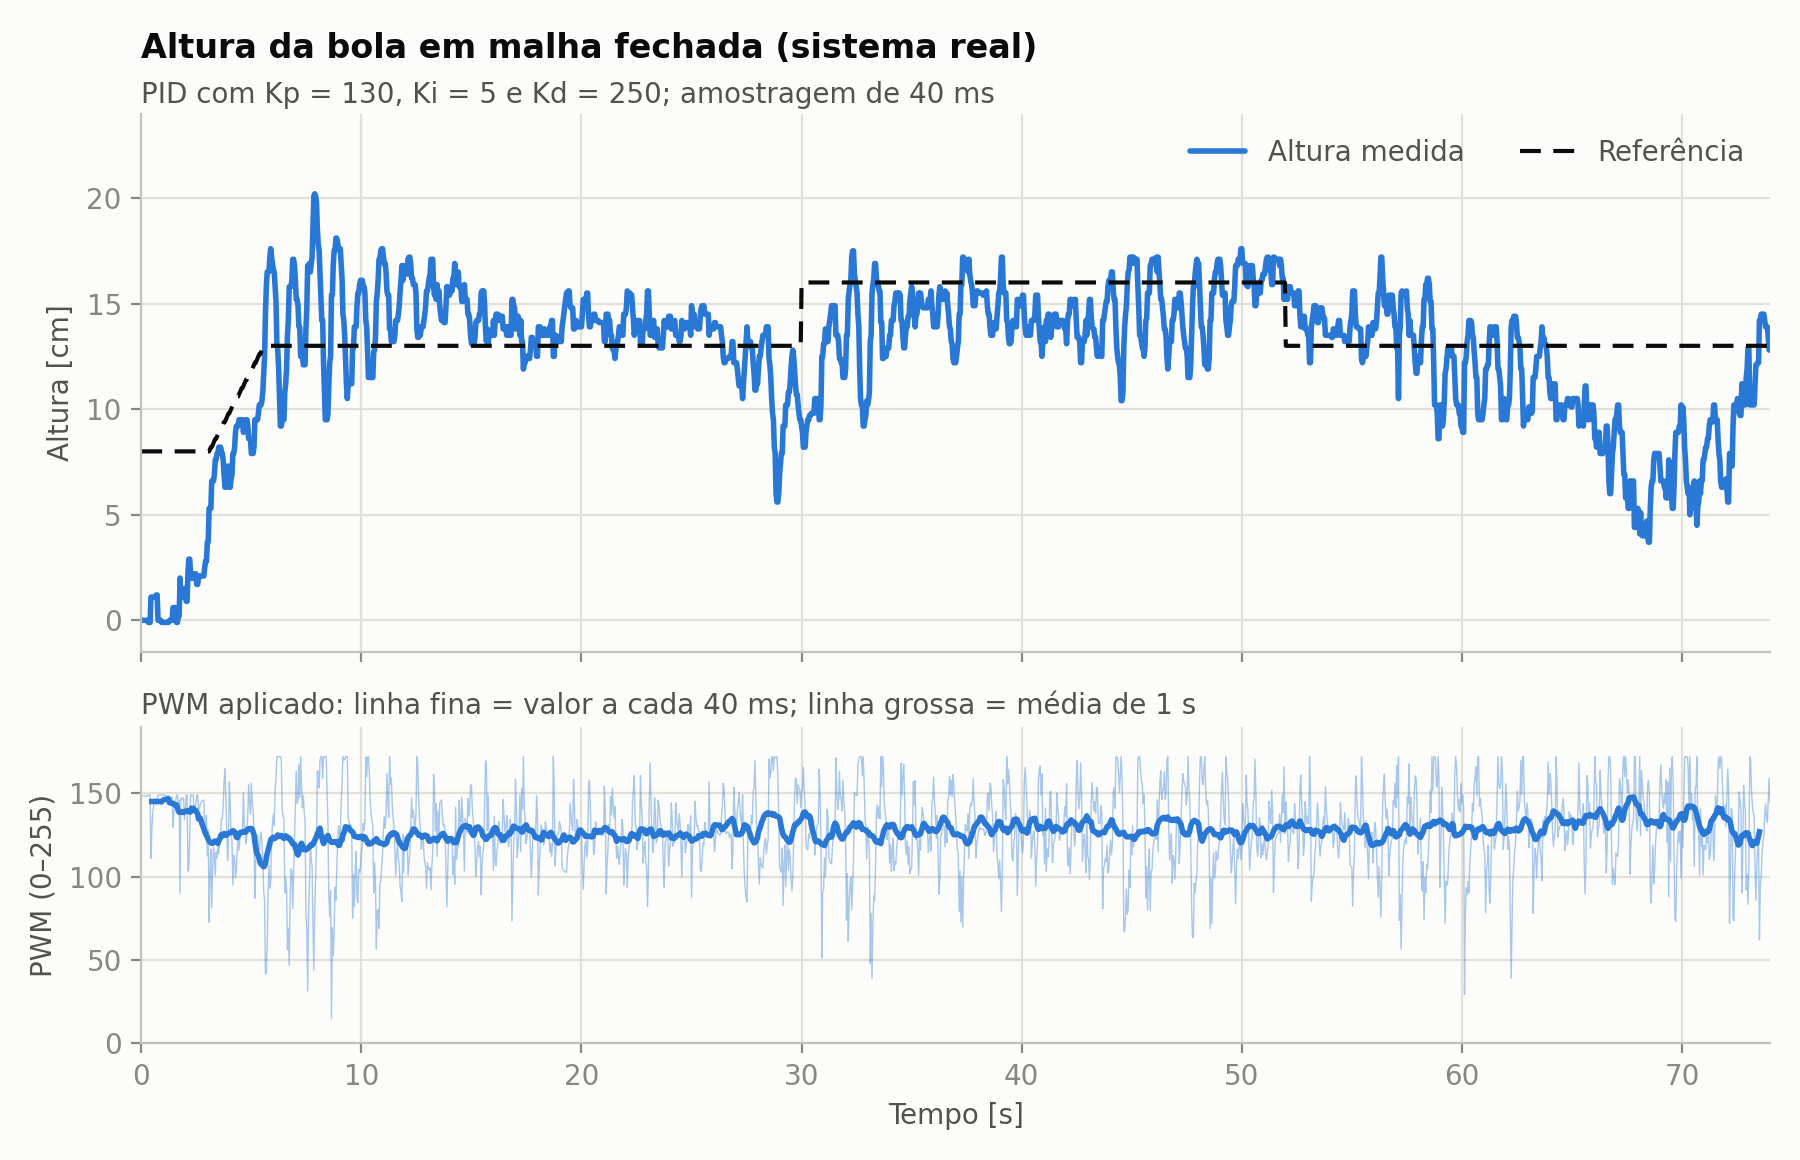 Altura da bola em malha fechada (sistema real)
PID com Kp = 130, Ki = 5 e Kd = 250; amostragem de 40 ms
Altura medida
Referência
Altura [cm]
20
15
10
5
0
PWM aplicado: linha fina = valor a cada 40 ms; linha grossa = média de 1 s
PWM (0–255)
150
100
50
0
0 10 20 30 40 50 60 70
Tempo [s]